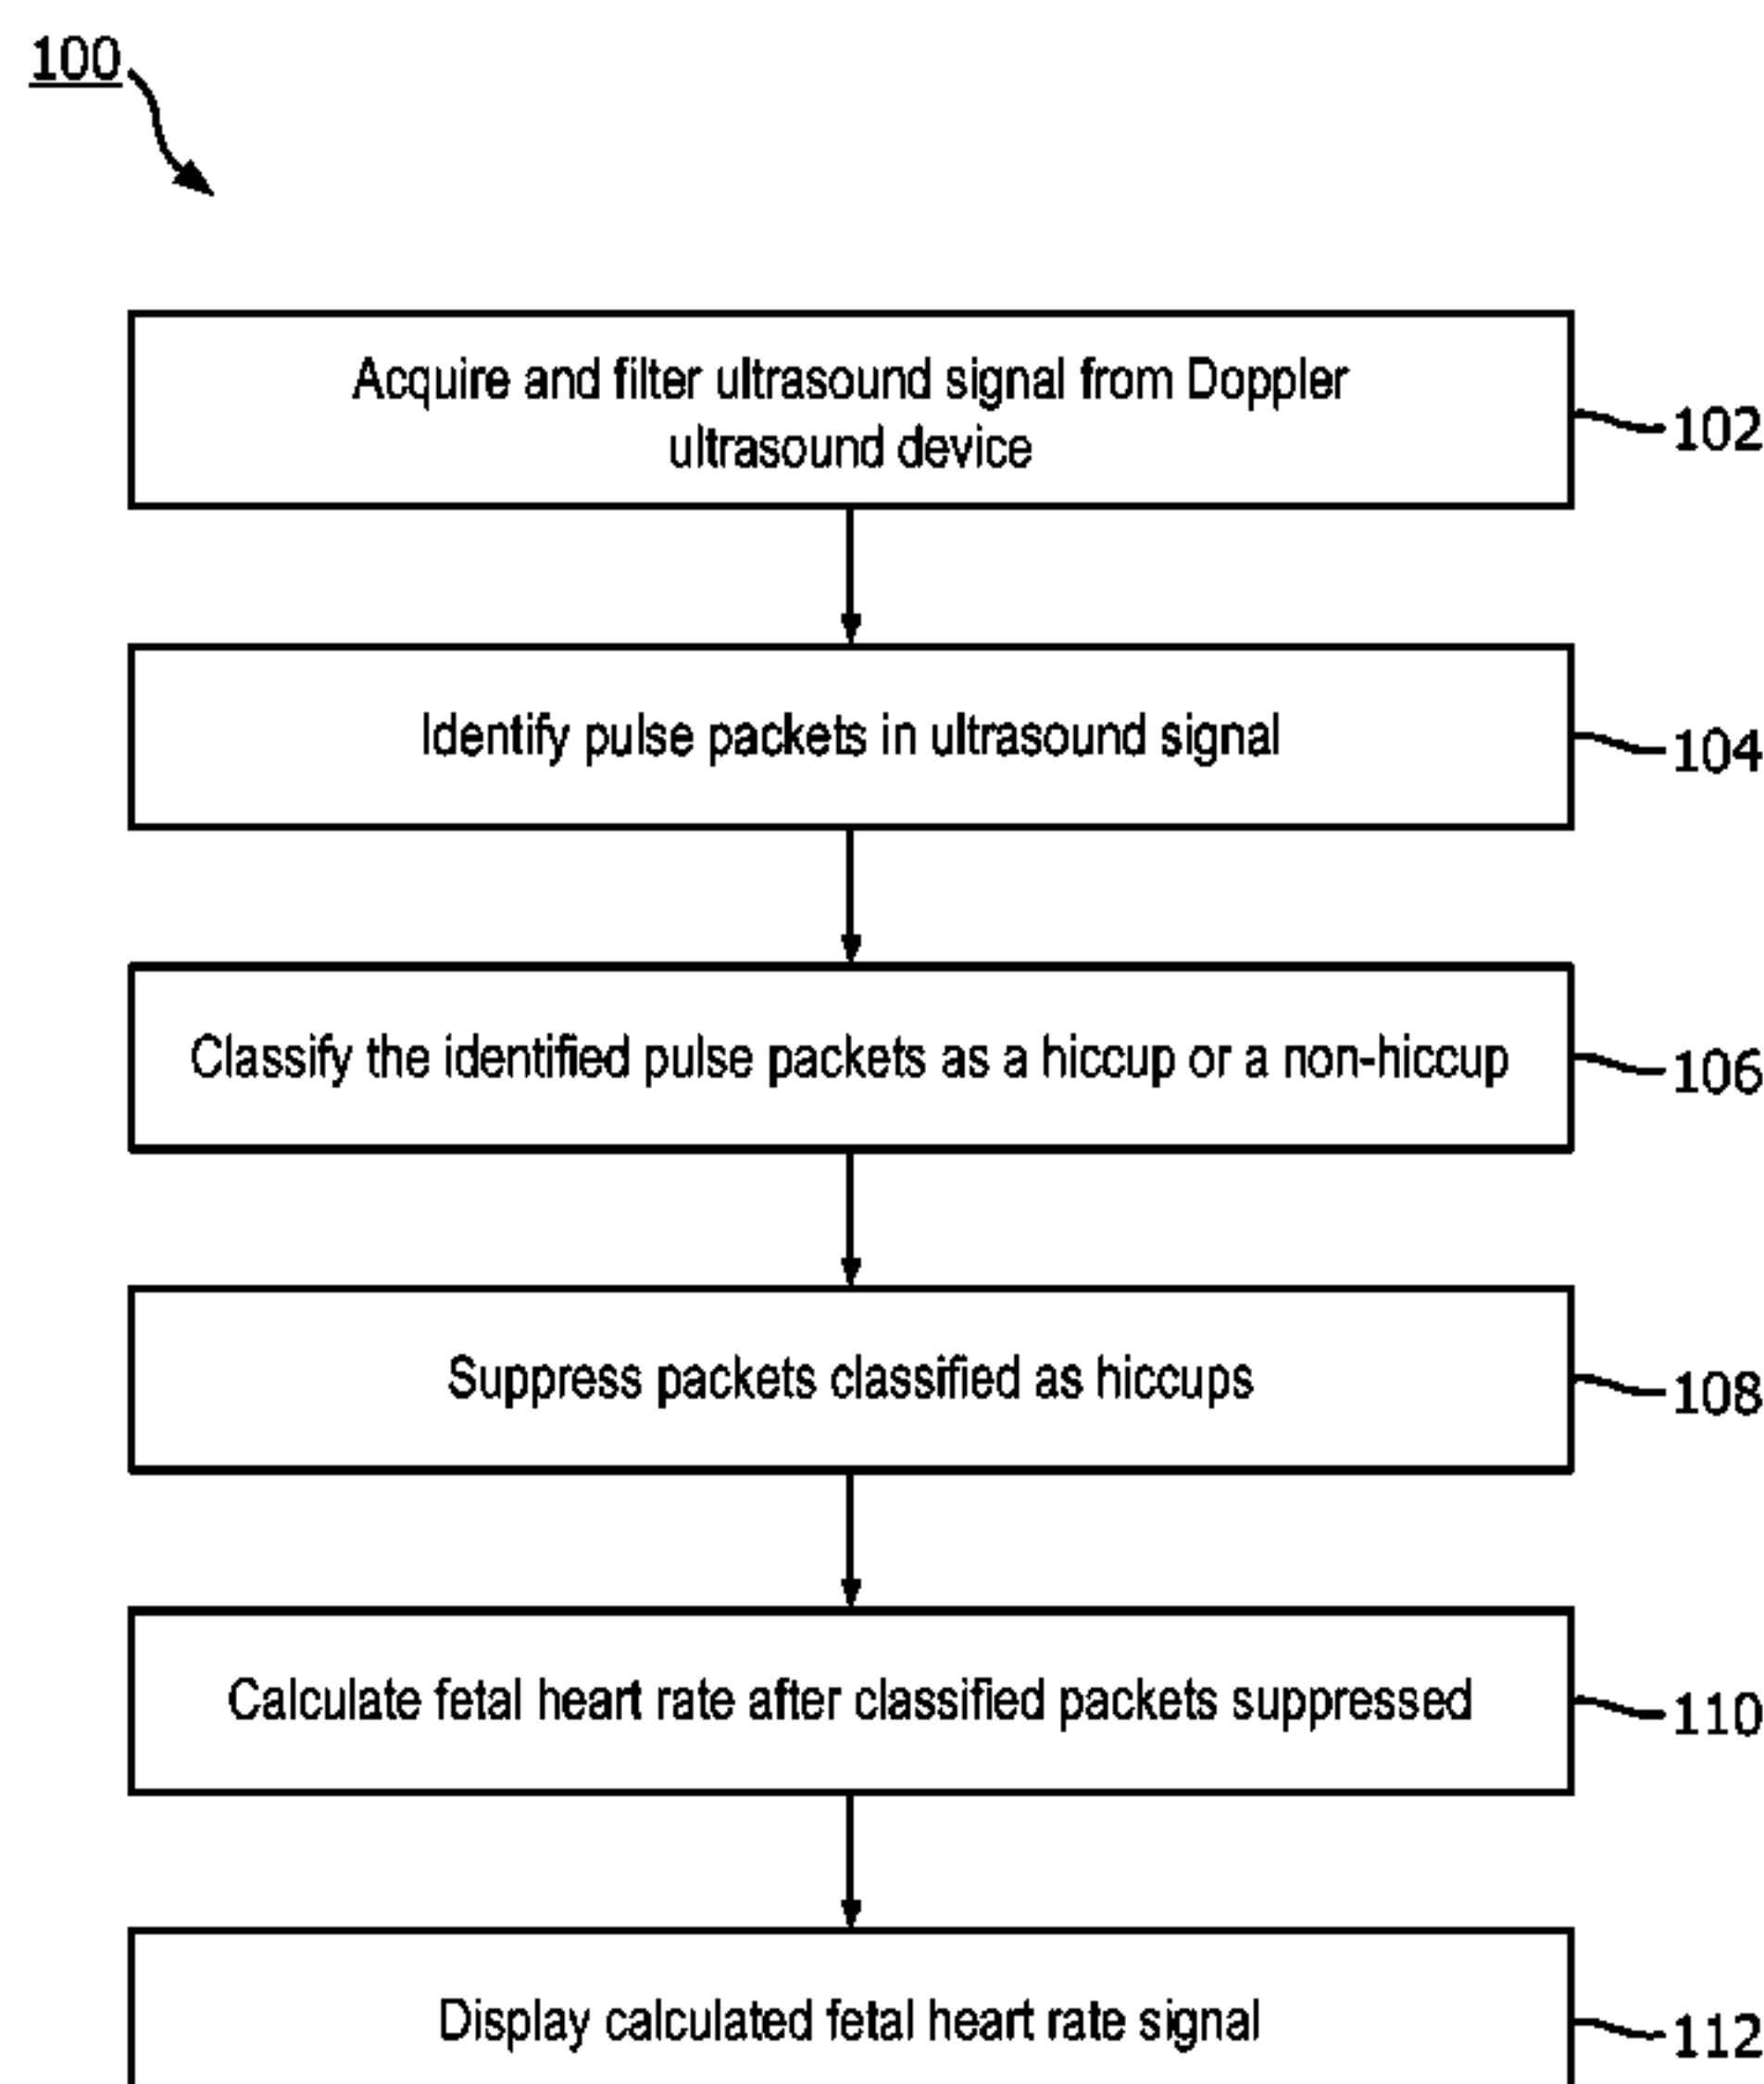 100
Acquire and filter ultrasound signal from Doppler
ultrasound device
102
Identify pulse packets in ultrasound signal
104
Classify the identified pulse packets as a hiccup or a non-hiccup
106
Suppress packets classified as hiccups
108
Calculate fetal heart rate after classified packets suppressed
110
Display calculated fetal heart rate signal
112